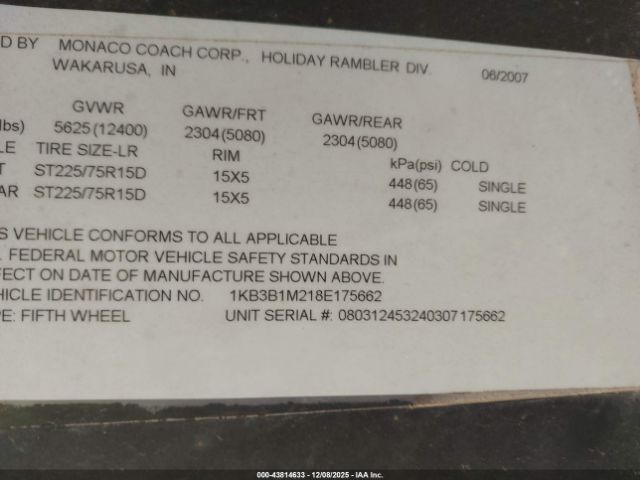 D BY MONACO COACH CORP., HOLIDAY RAMBLER DIV. 06/2007
WAKARUSA, IN
GVWR GAWR/FRT GAWR/REAR
lbs) 5625(12400) 2304(5080) 2304(5080)
LE TIRE SIZE-LR RIM kPa(psi) COLD
T ST225/75R15D 15X5 448(65) SINGLE
AR ST225/75R15D 15X5 448(65) SINGLE
S VEHICLE CONFORMS TO ALL APPLICABLE
. FEDERAL MOTOR VEHICLE SAFETY STANDARDS IN
FECT ON DATE OF MANUFACTURE SHOWN ABOVE.
HICLE IDENTIFICATION NO. 1KB3B1M218E175662
PE: FIFTH WHEEL UNIT SERIAL #: 080312453240307175662
000-43814633 - 12/08/2025 - IAA Inc.